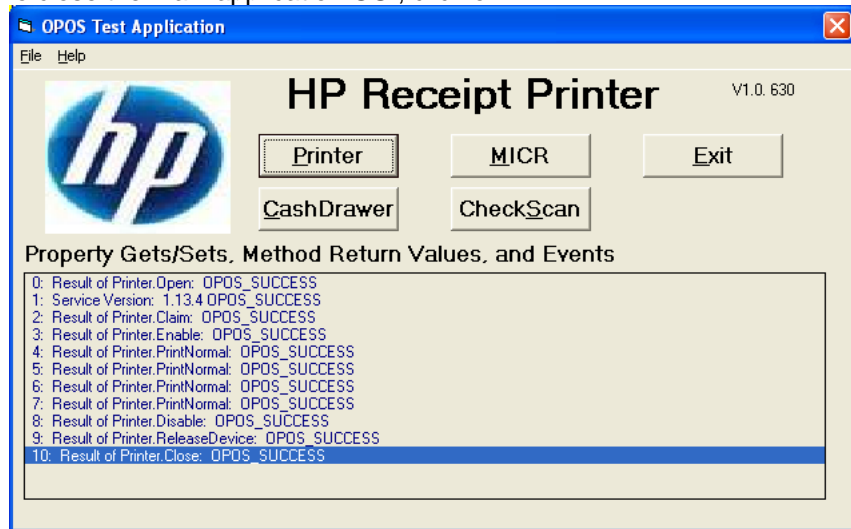 OPOS Test Application
File Help
hp
HP Receipt Printer
V1.0. 630
Printer
MICR
Exit
CashDrawer
CheckScan
Property Gets/Sets, Method Return Values, and Events
0: Result of Printer.Open: OPOS_SUCCESS
1: Service Version: 1.13.4 OPOS_SUCCESS
2: Result of Printer.Claim: OPOS_SUCCESS
3: Result of Printer.Enable: OPOS_SUCCESS
4: Result of Printer.PrintNormal: OPOS_SUCCESS
5: Result of Printer.PrintNormal: OPOS_SUCCESS
6: Result of Printer.PrintNormal: OPOS_SUCCESS
7: Result of Printer.PrintNormal: OPOS_SUCCESS
8: Result of Printer.Disable: OPOS_SUCCESS
9: Result of Printer.ReleaseDevice: OPOS_SUCCESS
10: Result of Printer.Close: OPOS_SUCCESS